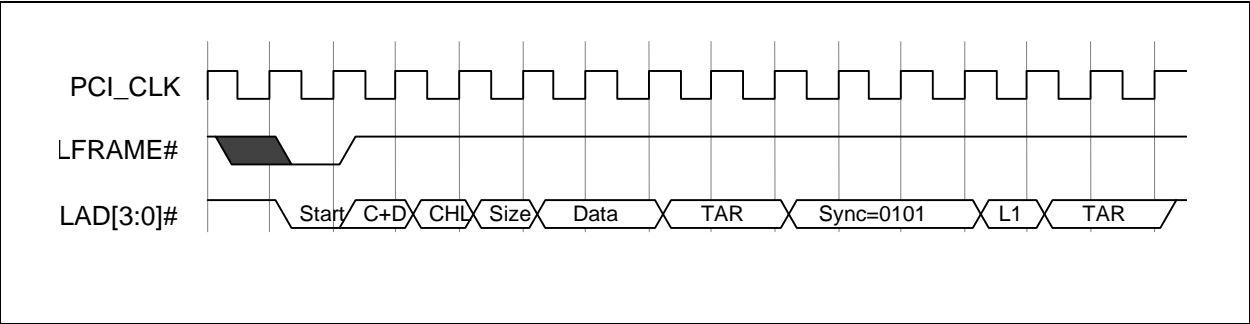 PCI_CLK
LFRAME#
LAD[3:0]# Start C+D CHL Size Data TAR Sync=0101 L1 TAR